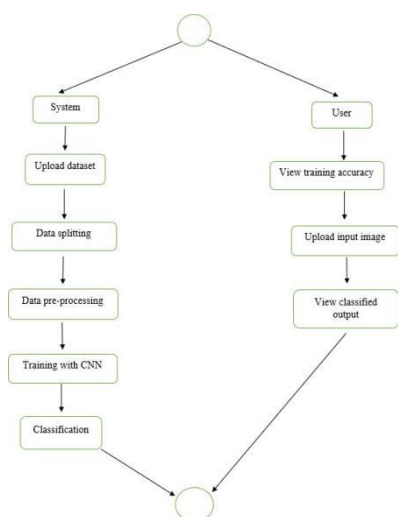 System
Upload dataset
Data splitting
Data pre-processing
Training with CNN
Classification
User
View training accuracy
Upload input image
View classified
output